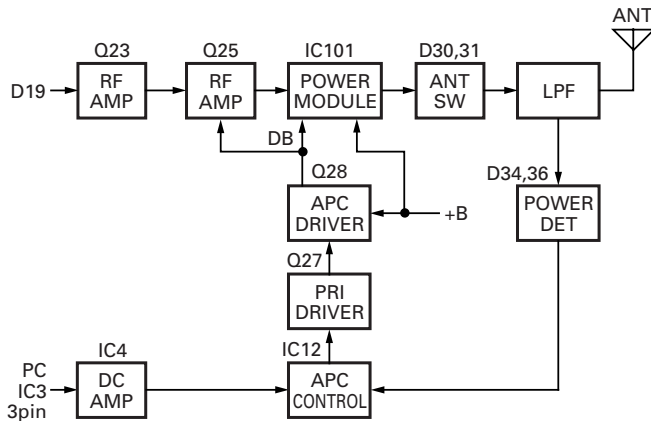 ANT
Q23
Q25
IC101
D30,31
D19
RF
AMP
RF
AMP
POWER
MODULE
ANT
SW
LPF
DB
Q28
D34,36
APC
DRIVER
+B
POWER
DET
Q27
PRI
DRIVER
IC4
IC12
PC
IC3
3pin
DC
AMP
APC
CONTROL